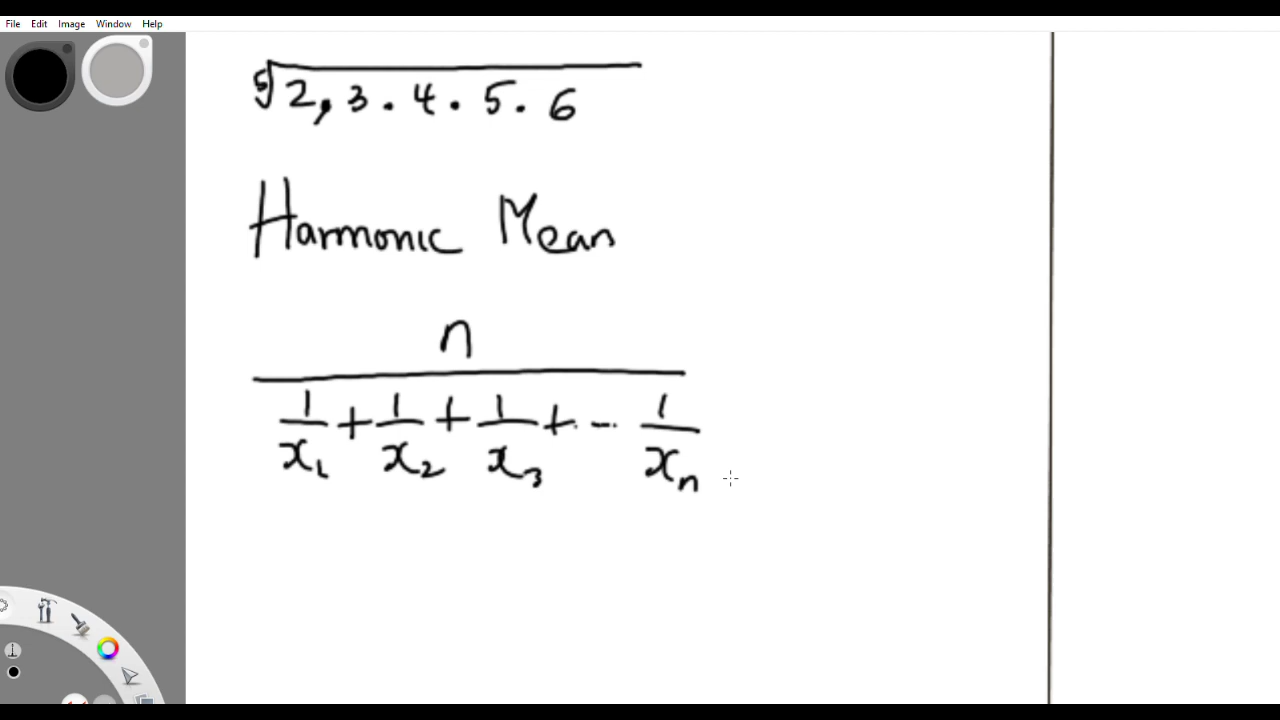 File Edit Image Window Help
⁵√2, 3 . 4 . 5 . 6
Harmonic Mean
n
1/x₁ + 1/x₂ + 1/x₃ + -- 1/xₙ